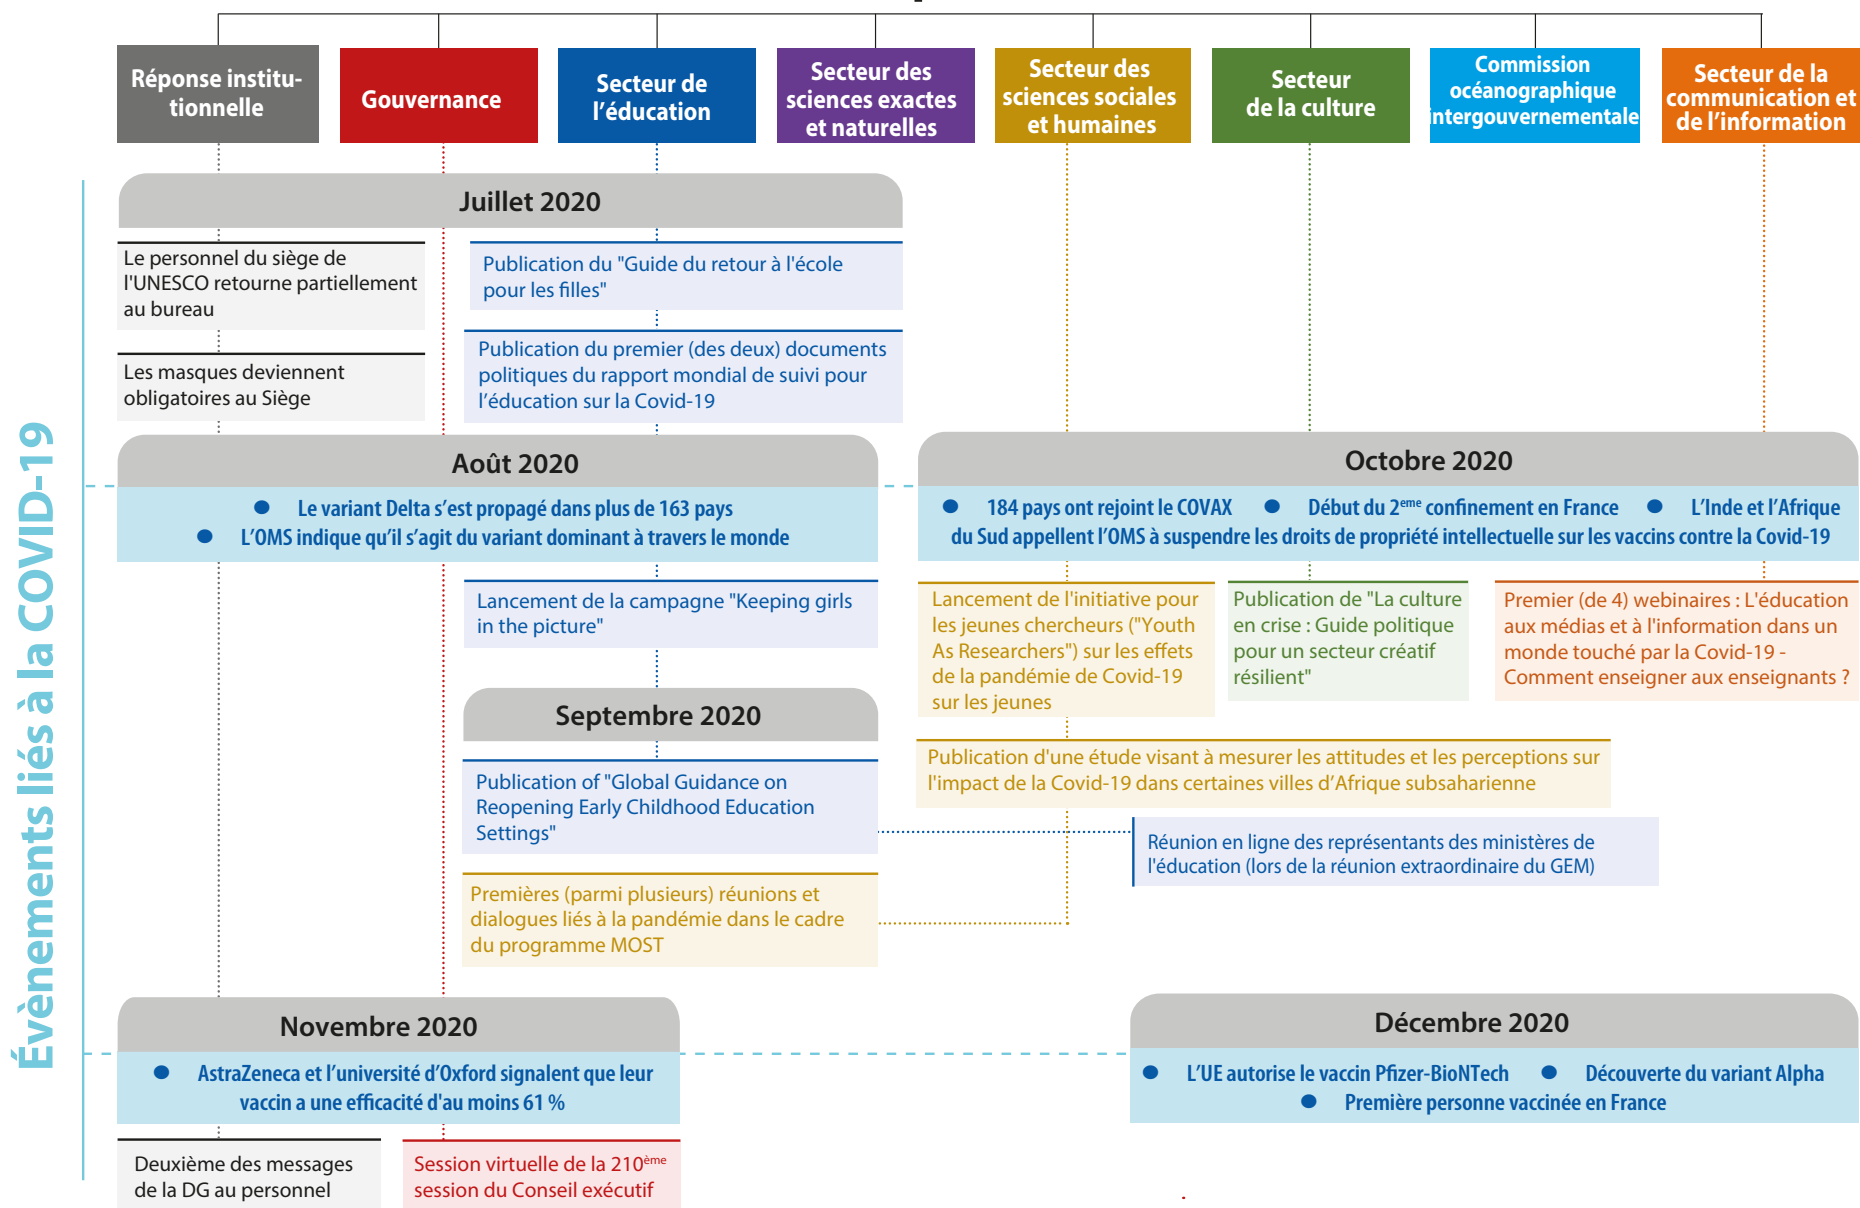 Réponse institu-
tionnelle
Gouvernance
Secteur de
l'éducation
Secteur des
sciences exactes
et naturelles
Secteur des
sciences sociales
et humaines
Secteur
de la culture
Commission
océanographique
intergouvernementale
Secteur de la
communication et
de l'information
Évènements liés à la COVID-19
Juillet 2020
Le personnel du siège de
l'UNESCO retourne partiellement
au bureau
Les masques deviennent
obligatoires au Siège
Publication du "Guide du retour à l'école
pour les filles"
Publication du premier (des deux) documents
politiques du rapport mondial de suivi pour
l'éducation sur la Covid-19
Août 2020
● Le variant Delta s'est propagé dans plus de 163 pays
● L'OMS indique qu'il s'agit du variant dominant à travers le monde
Lancement de la campagne "Keeping girls
in the picture"
Septembre 2020
Publication of "Global Guidance on
Reopening Early Childhood Education
Settings"
Premières (parmi plusieurs) réunions et
dialogues liés à la pandémie dans le cadre
du programme MOST
Octobre 2020
● 184 pays ont rejoint le COVAX ● Début du 2eme confinement en France ● L'Inde et l'Afrique
du Sud appellent l'OMS à suspendre les droits de propriété intellectuelle sur les vaccins contre la Covid-19
Lancement de l'initiative pour
les jeunes chercheurs ("Youth
As Researchers") sur les effets
de la pandémie de Covid-19
sur les jeunes
Publication de "La culture
en crise : Guide politique
pour un secteur créatif
résilient"
Premier (de 4) webinaires : L'éducation
aux médias et à l'information dans un
monde touché par la Covid-19 -
Comment enseigner aux enseignants ?
Publication d'une étude visant à mesurer les attitudes et les perceptions sur
l'impact de la Covid-19 dans certaines villes d'Afrique subsaharienne
Réunion en ligne des représentants des ministères de
l'éducation (lors de la réunion extraordinaire du GEM)
Novembre 2020
● AstraZeneca et l'université d'Oxford signalent que leur
vaccin a une efficacité d'au moins 61 %
Deuxième des messages
de la DG au personnel
Session virtuelle de la 210ème
session du Conseil exécutif
Décembre 2020
● L'UE autorise le vaccin Pfizer-BioNTech ● Découverte du variant Alpha
● Première personne vaccinée en France